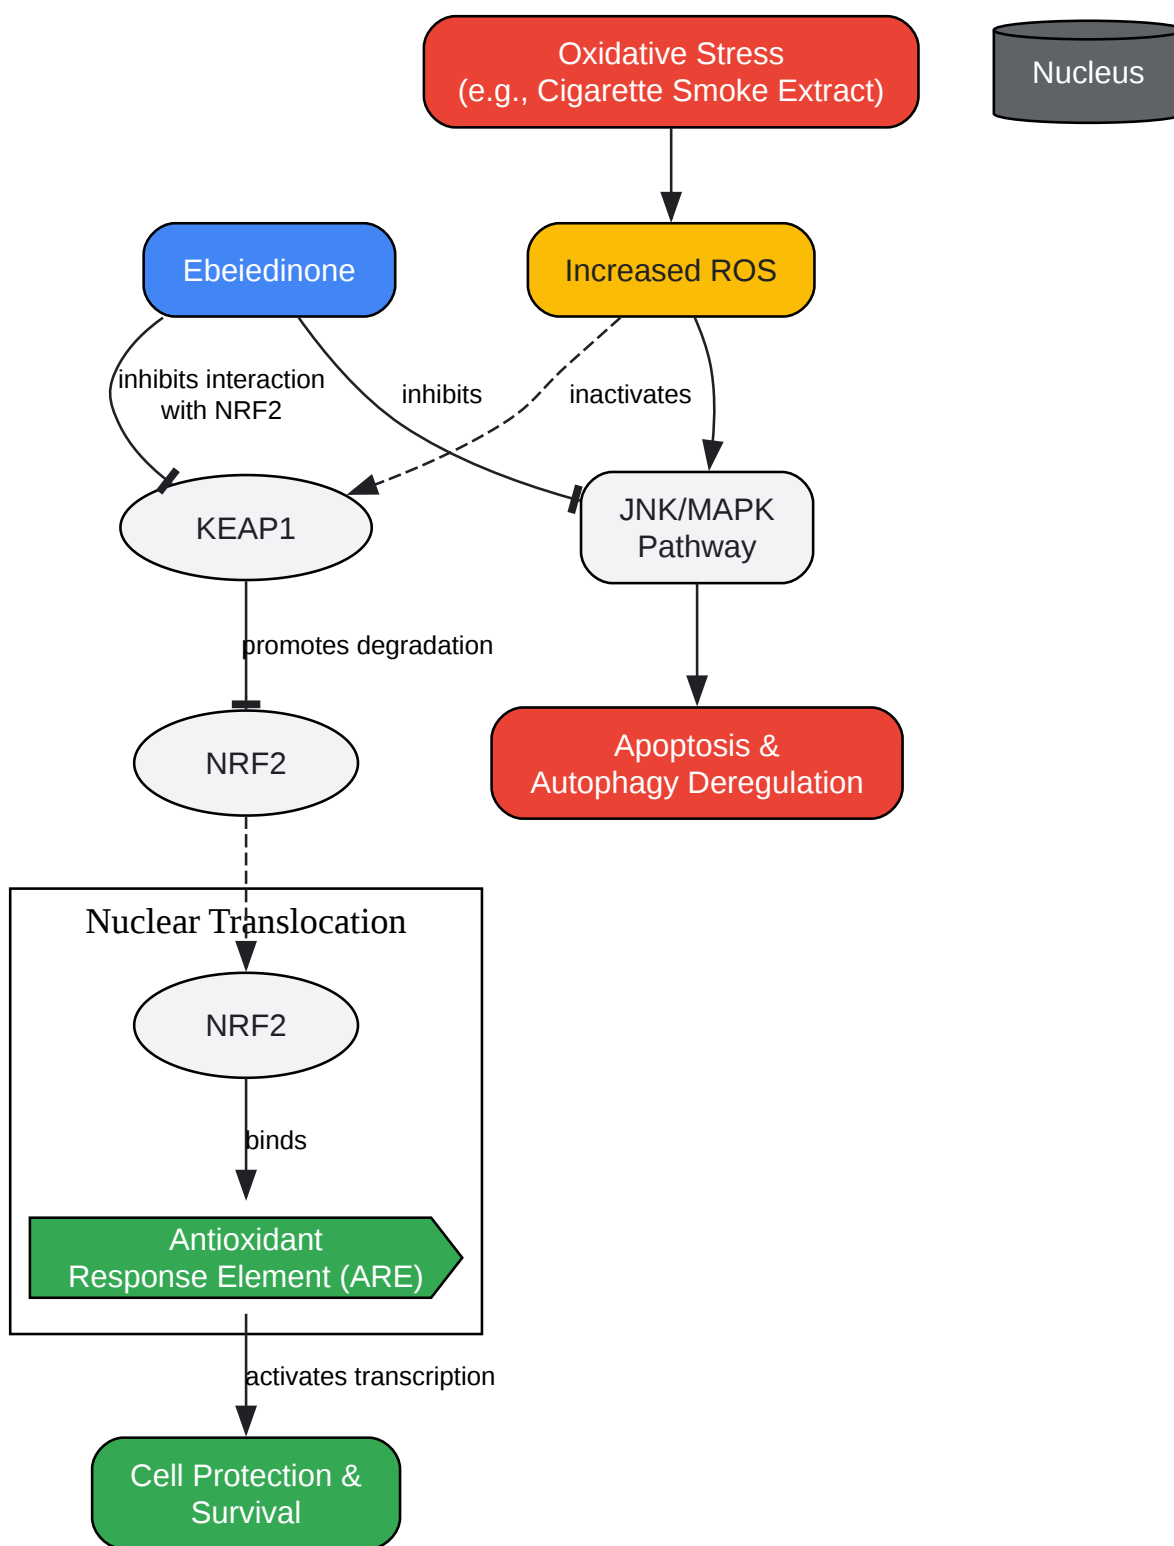 Oxidative Stress
(e.g., Cigarette Smoke Extract)
Nucleus
Ebeiedinone
Increased ROS
inhibits interaction
with NRF2
inhibits
inactivates
KEAP1
JNK/MAPK
Pathway
promotes degradation
NRF2
Apoptosis &
Autophagy Deregulation
Nuclear Translocation
NRF2
binds
Antioxidant
Response Element (ARE)
activates transcription
Cell Protection &
Survival